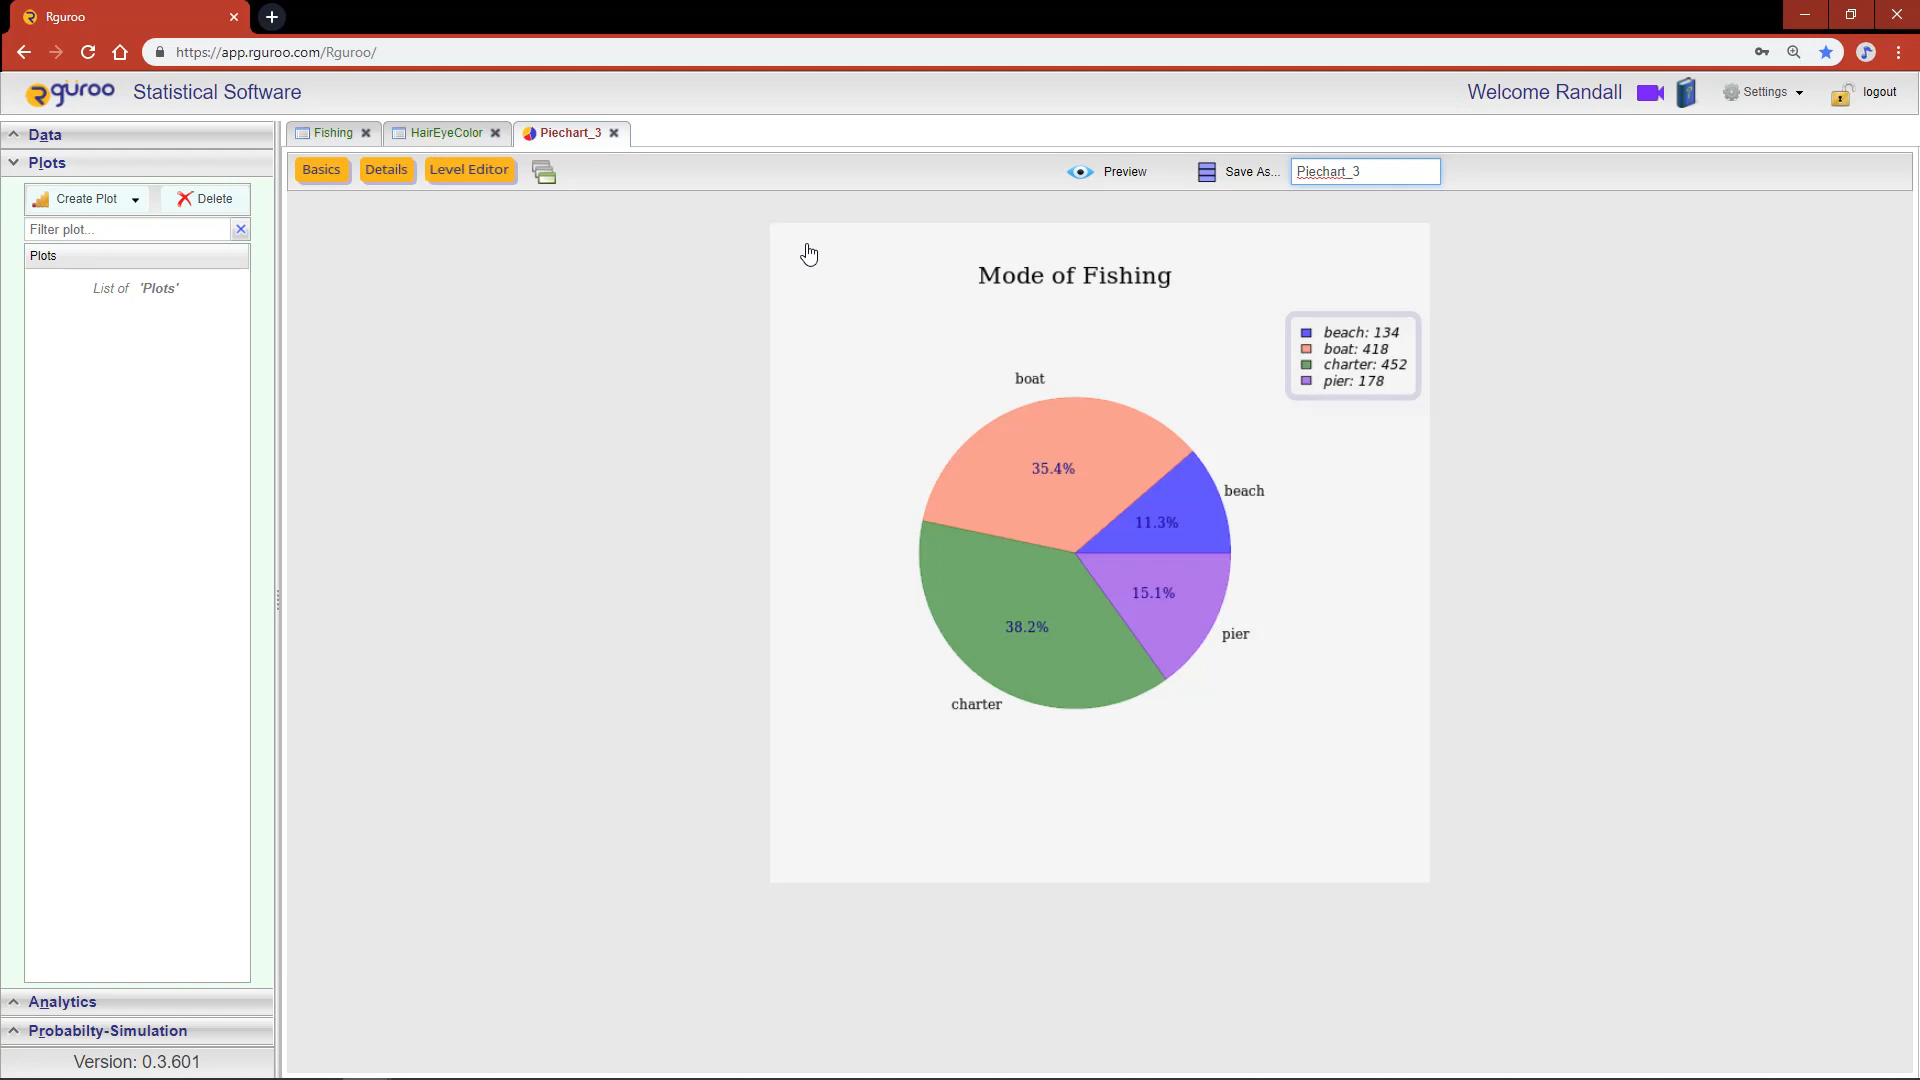 Rguroo
https://app.rguroo.com/Rguroo/
rguroo Statistical Software
Welcome Randall
Settings
logout
Data
Plots
Create Plot
Delete
Filter plot...
Plots
List of 'Plots'
Analytics
Probabilty-Simulation
Version: 0.3.601
Fishing
HairEyeColor
Piechart_3
Basics
Details
Level Editor
Preview
Save As...
Piechart_3
Mode of Fishing
beach: 134
boat: 418
charter: 452
pier: 178
boat
35.4%
beach
11.3%
15.1%
38.2%
pier
charter